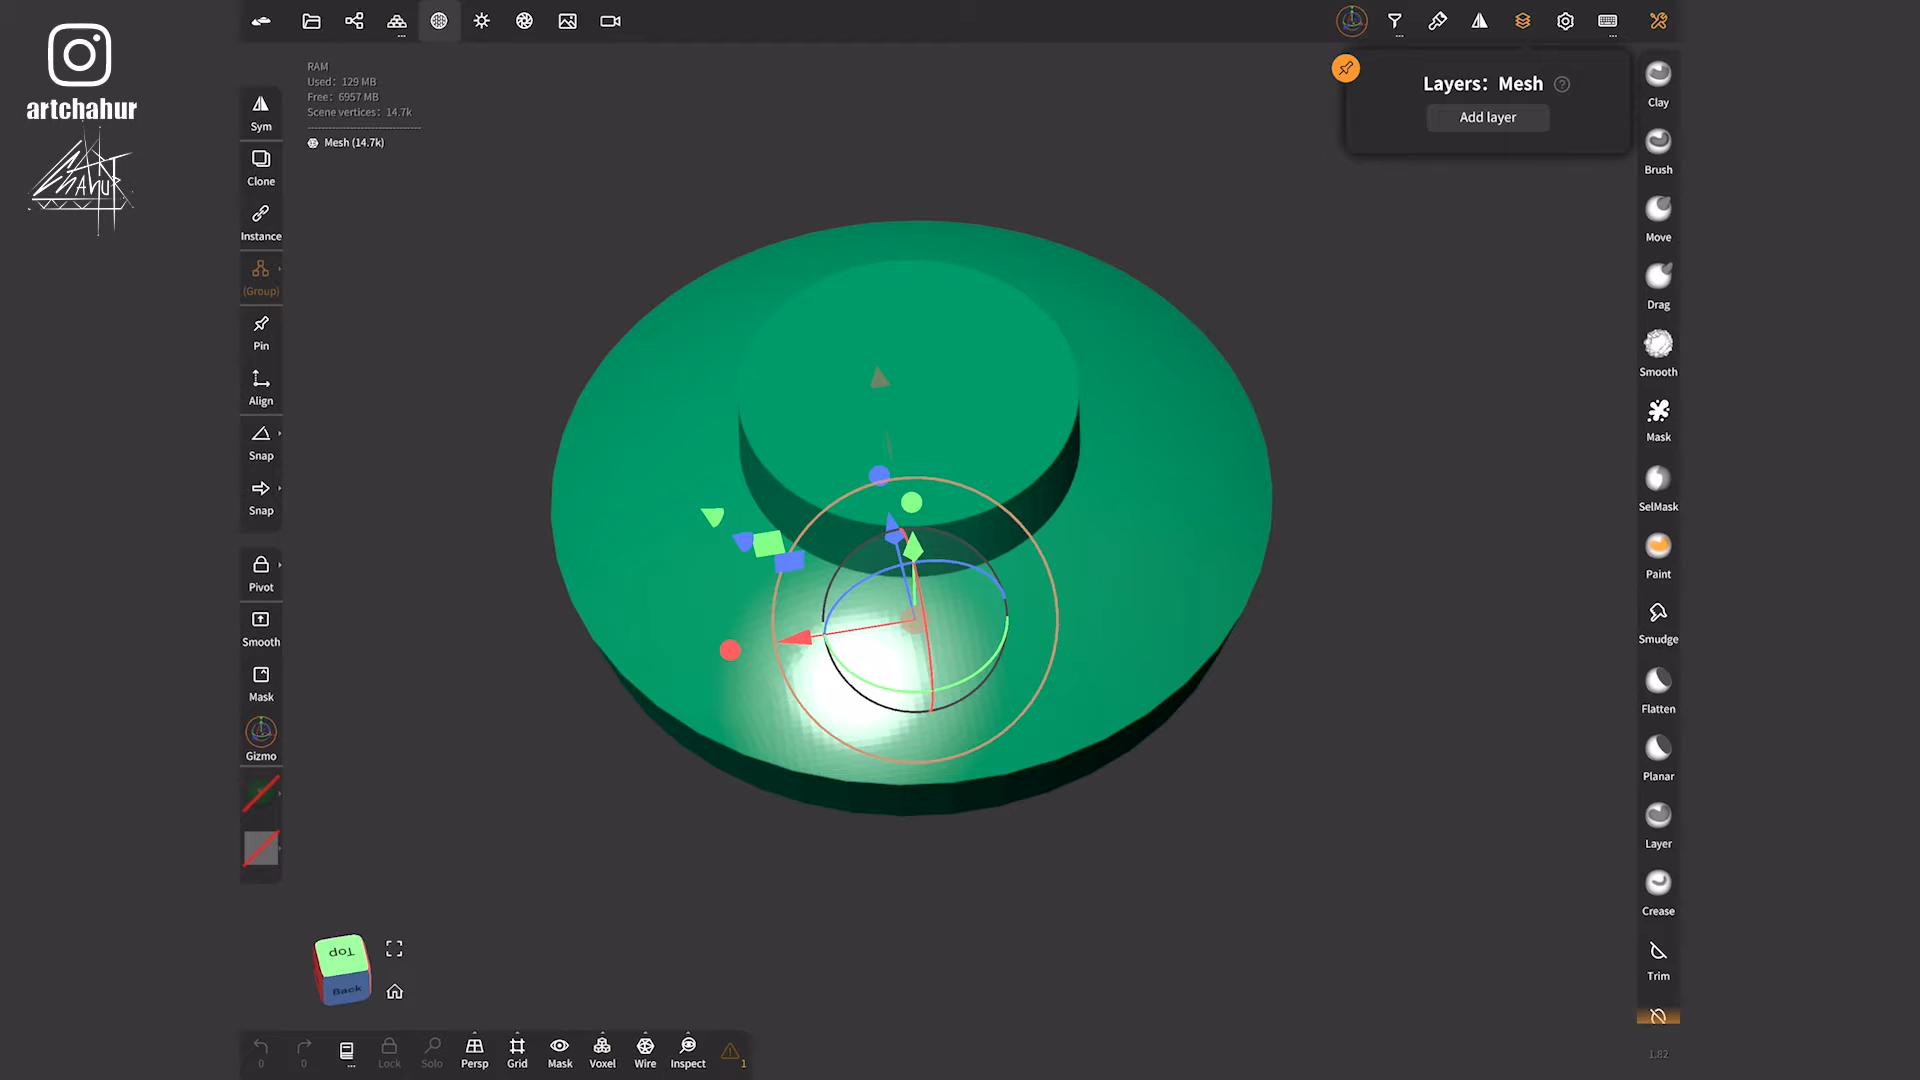 artchahur
ART
CHAHUR
RAM
Used: 129 MB
Free: 6957 MB
Scene vertices: 14.7k
Mesh (14.7k)
Sym
Clone
Instance
(Group)
Pin
Align
Snap
Snap
Pivot
Smooth
Mask
Gizmo
Layers: Mesh
Add layer
Clay
Brush
Move
Drag
Smooth
Mask
SelMask
Paint
Smudge
Flatten
Planar
Layer
Crease
Trim
1.82
Top
Back
0
0
Lock
Solo
Persp
Grid
Mask
Voxel
Wire
Inspect
1